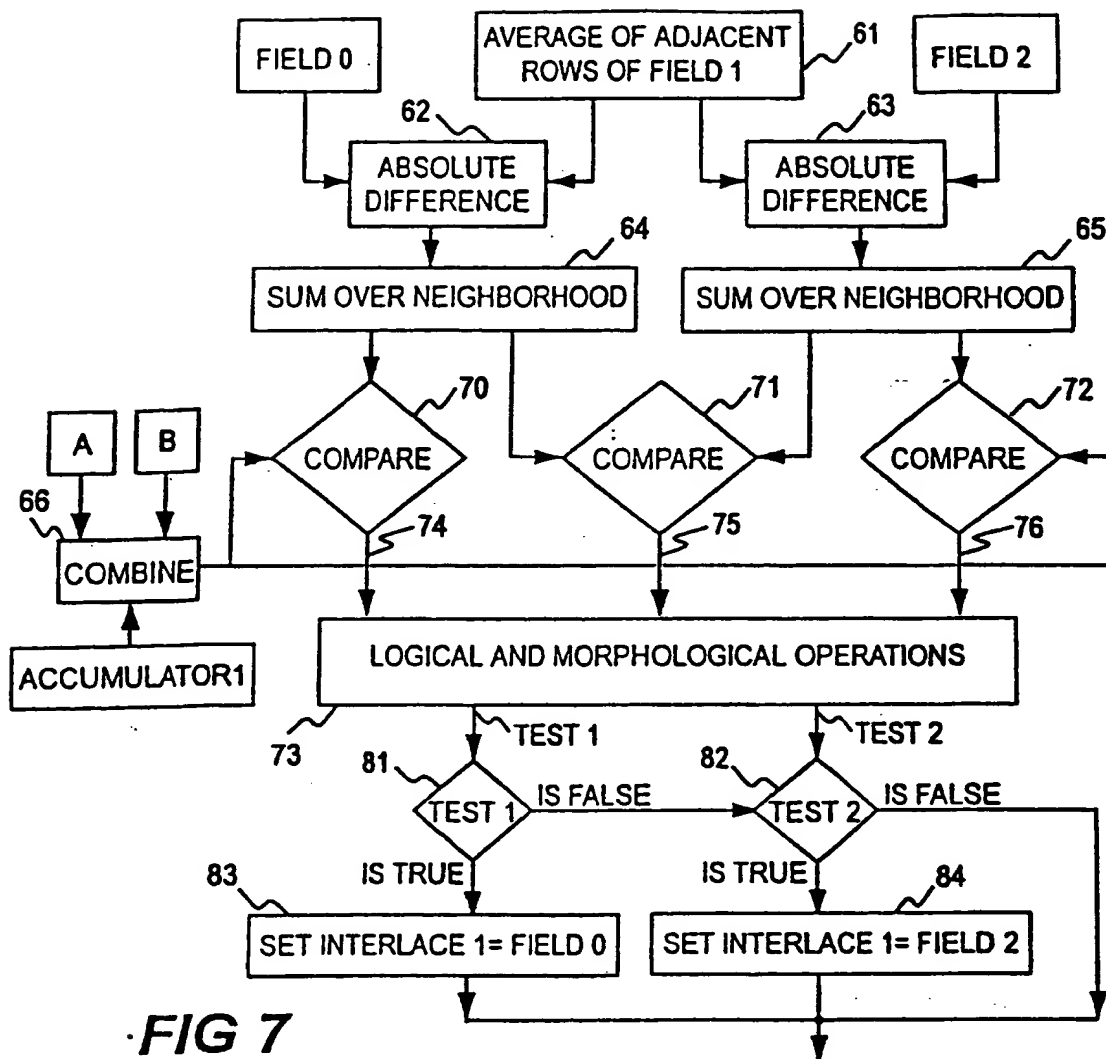 FIELD 0
AVERAGE OF ADJACENT
ROWS OF FIELD 1
61
FIELD 2
62
ABSOLUTE
DIFFERENCE
63
ABSOLUTE
DIFFERENCE
64
SUM OVER NEIGHBORHOOD
65
SUM OVER NEIGHBORHOOD
A
B
70
COMPARE
71
COMPARE
72
COMPARE
66
COMBINE
74
75
76
ACCUMULATOR1
LOGICAL AND MORPHOLOGICAL OPERATIONS
73
TEST 1
TEST 2
81
TEST 1
IS FALSE
82
TEST 2
IS FALSE
IS TRUE
IS TRUE
83
SET INTERLACE 1= FIELD 0
84
SET INTERLACE 1= FIELD 2
FIG 7